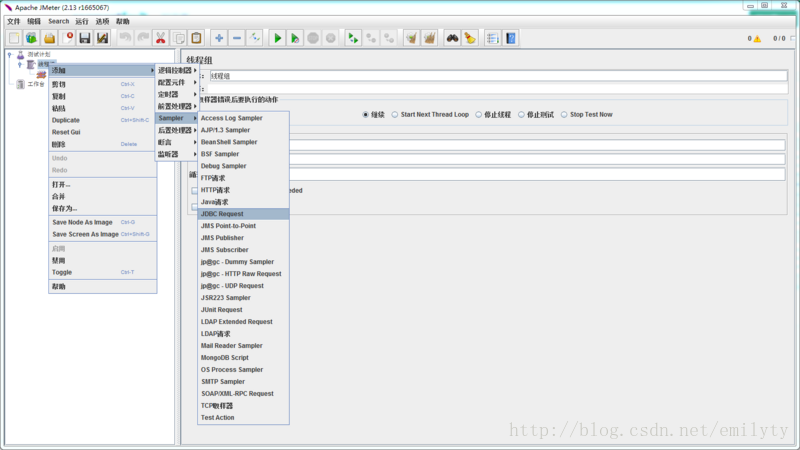 Apache JMeter (2.13 r1665067)
文件 编辑 Search 运行 选项 帮助
0 0 / 0
测试计划
线程组
工作台
添加
剪切 Ctrl-X
复制 Ctrl-C
粘贴 Ctrl-V
Duplicate Ctrl+Shift-C
Reset Gui
删除 Delete
Undo
Redo
打开...
合并
保存为...
Save Node As Image Ctrl-G
Save Screen As Image Ctrl+Shift-G
启用
禁用
Toggle Ctrl-T
帮助
逻辑控制器
配置元件
定时器
前置处理器
Sampler
后置处理器
断言
监听器
Access Log Sampler
AJP/1.3 Sampler
BeanShell Sampler
BSF Sampler
Debug Sampler
FTP请求
HTTP请求
Java请求
JDBC Request
JMS Point-to-Point
JMS Publisher
JMS Subscriber
jp@gc - Dummy Sampler
jp@gc - HTTP Raw Request
jp@gc - UDP Request
JSR223 Sampler
JUnit Request
LDAP Extended Request
LDAP请求
Mail Reader Sampler
MongoDB Script
OS Process Sampler
SMTP Sampler
SOAP/XML-RPC Request
TCP取样器
Test Action
线程组
线程组
取样器错误后要执行的动作
继续 Start Next Thread Loop 停止线程 停止测试 Stop Test Now
http://blog.csdn.net/emilyty